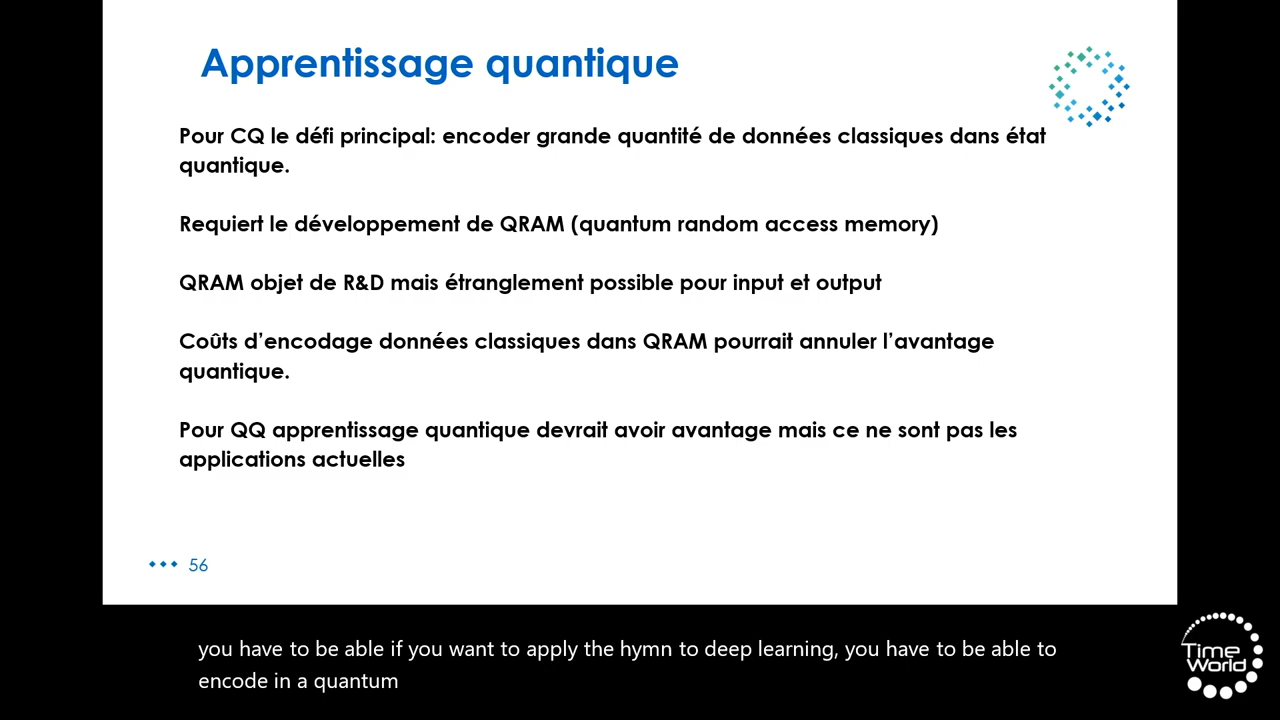 Apprentissage quantique
Pour CQ le défi principal: encoder grande quantité de données classiques dans état
quantique.
Requiert le développement de QRAM (quantum random access memory)
QRAM objet de R&D mais étranglement possible pour input et output
Coûts d'encodage données classiques dans QRAM pourrait annuler l'avantage
quantique.
Pour QQ apprentissage quantique devrait avoir avantage mais ce ne sont pas les
applications actuelles
56
you have to be able if you want to apply the hymn to deep learning, you have to be able to
encode in a quantum
Time
World